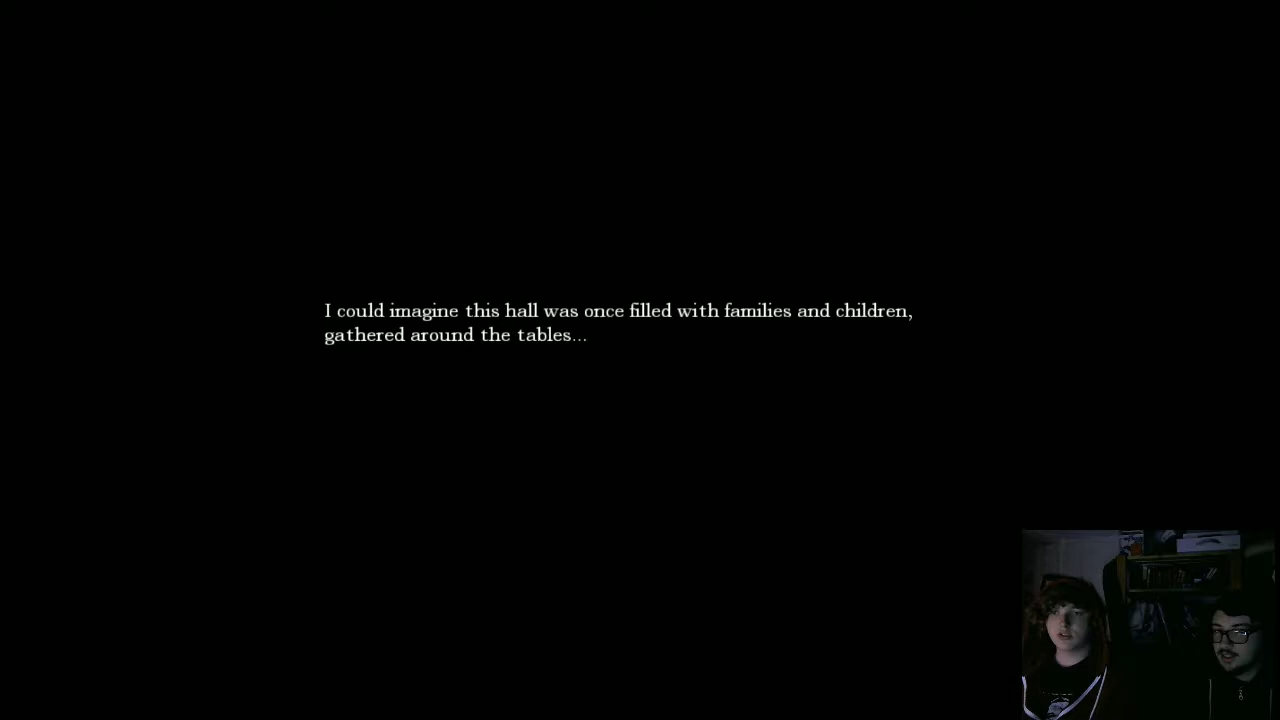 I could imagine this hall was once filled with families and children,
gathered around the tables...